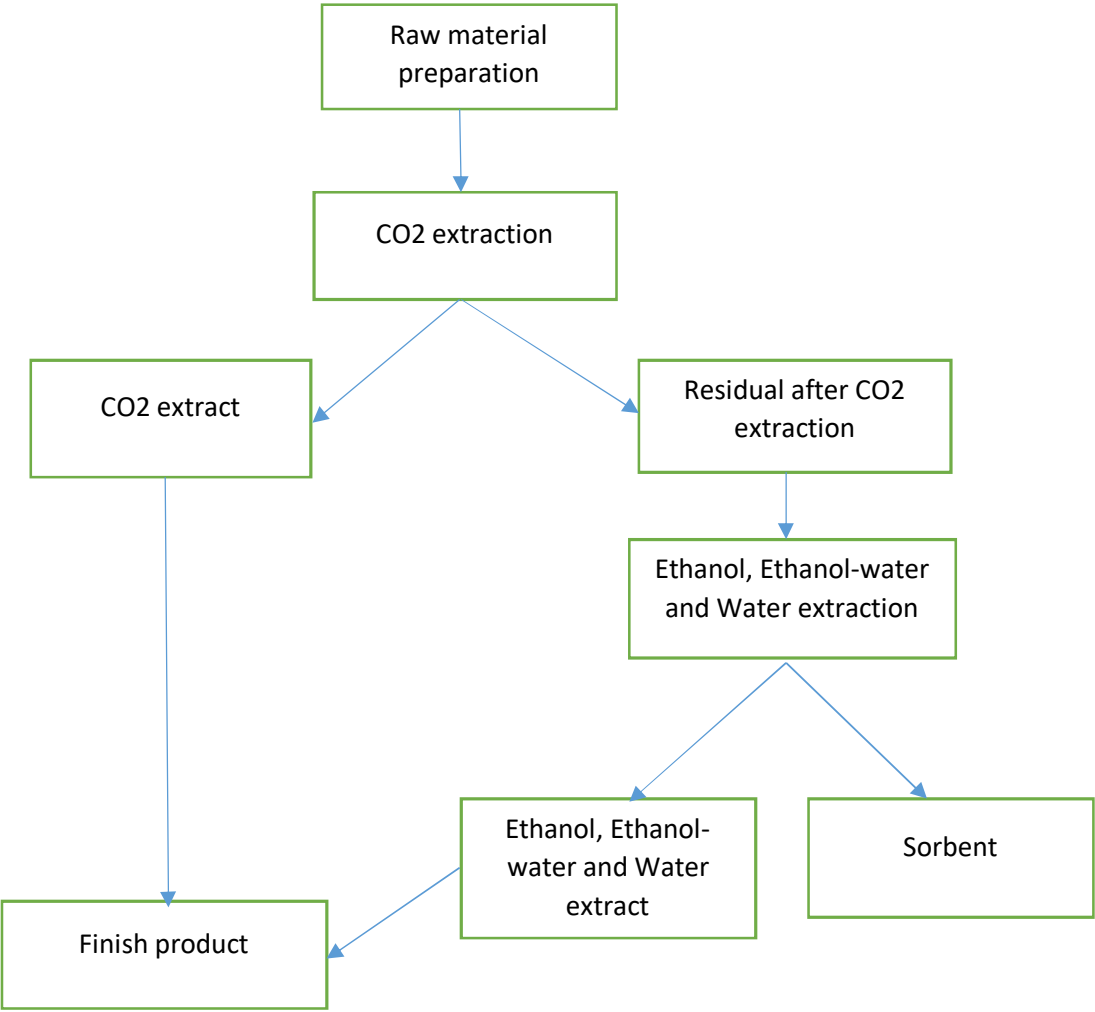 Raw material
preparation
CO2 extraction
CO2 extract
Residual after CO2
extraction
Ethanol, Ethanol-water
and Water extraction
Ethanol, Ethanol-
water and Water
extract
Sorbent
Finish product